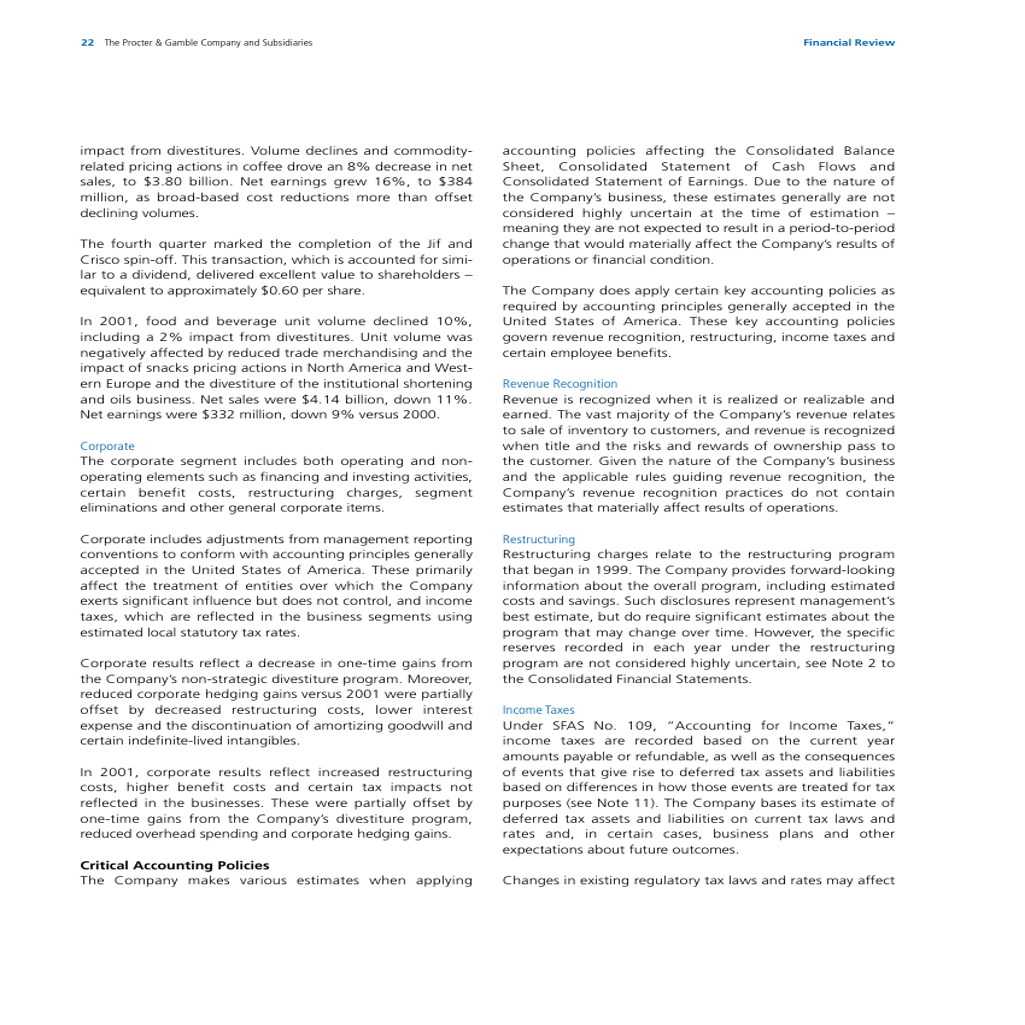 22 The Procter & Gamble Company and Subsidiaries
Financial Review
impact from divestitures. Volume declines and commodity-
related pricing actions in coffee drove an 8% decrease in net
sales, to $3.80 billion. Net earnings grew 16%, to $384
million, as broad-based cost reductions more than offset
declining volumes.
The fourth quarter marked the completion of the Jif and
Crisco spin-off. This transaction, which is accounted for simi-
lar to a dividend, delivered excellent value to shareholders –
equivalent to approximately $0.60 per share.
In 2001, food and beverage unit volume declined 10%,
including a 2% impact from divestitures. Unit volume was
negatively affected by reduced trade merchandising and the
impact of snacks pricing actions in North America and West-
ern Europe and the divestiture of the institutional shortening
and oils business. Net sales were $4.14 billion, down 11%.
Net earnings were $332 million, down 9% versus 2000.
Corporate
The corporate segment includes both operating and non-
operating elements such as financing and investing activities,
certain benefit costs, restructuring charges, segment
eliminations and other general corporate items.
Corporate includes adjustments from management reporting
conventions to conform with accounting principles generally
accepted in the United States of America. These primarily
affect the treatment of entities over which the Company
exerts significant influence but does not control, and income
taxes, which are reflected in the business segments using
estimated local statutory tax rates.
Corporate results reflect a decrease in one-time gains from
the Company’s non-strategic divestiture program. Moreover,
reduced corporate hedging gains versus 2001 were partially
offset by decreased restructuring costs, lower interest
expense and the discontinuation of amortizing goodwill and
certain indefinite-lived intangibles.
In 2001, corporate results reflect increased restructuring
costs, higher benefit costs and certain tax impacts not
reflected in the businesses. These were partially offset by
one-time gains from the Company’s divestiture program,
reduced overhead spending and corporate hedging gains.
Critical Accounting Policies
The Company makes various estimates when applying
accounting policies affecting the Consolidated Balance
Sheet, Consolidated Statement of Cash Flows and
Consolidated Statement of Earnings. Due to the nature of
the Company’s business, these estimates generally are not
considered highly uncertain at the time of estimation –
meaning they are not expected to result in a period-to-period
change that would materially affect the Company’s results of
operations or financial condition.
The Company does apply certain key accounting policies as
required by accounting principles generally accepted in the
United States of America. These key accounting policies
govern revenue recognition, restructuring, income taxes and
certain employee benefits.
Revenue Recognition
Revenue is recognized when it is realized or realizable and
earned. The vast majority of the Company’s revenue relates
to sale of inventory to customers, and revenue is recognized
when title and the risks and rewards of ownership pass to
the customer. Given the nature of the Company’s business
and the applicable rules guiding revenue recognition, the
Company’s revenue recognition practices do not contain
estimates that materially affect results of operations.
Restructuring
Restructuring charges relate to the restructuring program
that began in 1999. The Company provides forward-looking
information about the overall program, including estimated
costs and savings. Such disclosures represent management’s
best estimate, but do require significant estimates about the
program that may change over time. However, the specific
reserves recorded in each year under the restructuring
program are not considered highly uncertain, see Note 2 to
the Consolidated Financial Statements.
Income Taxes
Under SFAS No. 109, “Accounting for Income Taxes,”
income taxes are recorded based on the current year
amounts payable or refundable, as well as the consequences
of events that give rise to deferred tax assets and liabilities
based on differences in how those events are treated for tax
purposes (see Note 11). The Company bases its estimate of
deferred tax assets and liabilities on current tax laws and
rates and, in certain cases, business plans and other
expectations about future outcomes.
Changes in existing regulatory tax laws and rates may affect